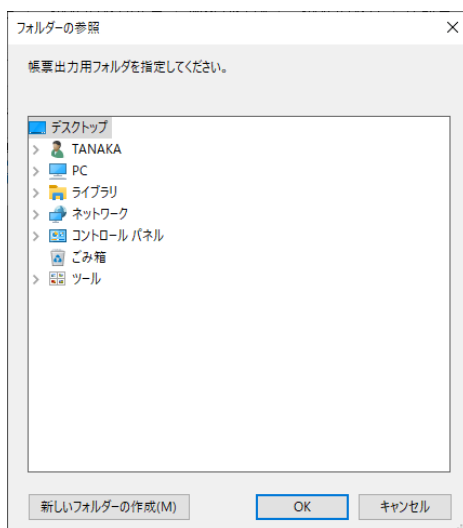 フォルダーの参照
帳票出力用フォルダを指定してください。
デスクトップ
TANAKA
PC
ライブラリ
ネットワーク
コントロール パネル
ごみ箱
ツール
新しいフォルダーの作成(M)
OK
キャンセル